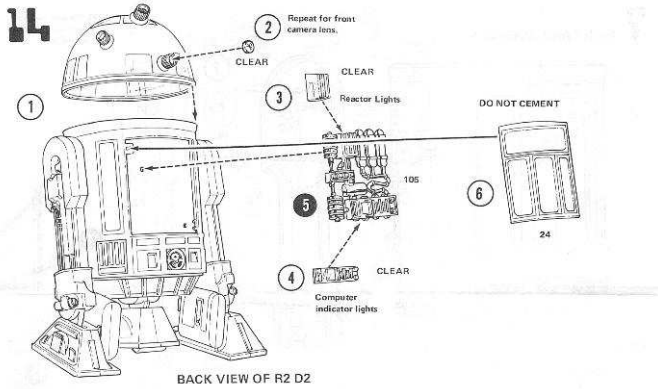 14
2
Repeat for front
camera lens.
CLEAR
1
CLEAR
3
Reactor Lights
DO NOT CEMENT
105
5
6
24
4
CLEAR
Computer
indicator lights
BACK VIEW OF R2 D2